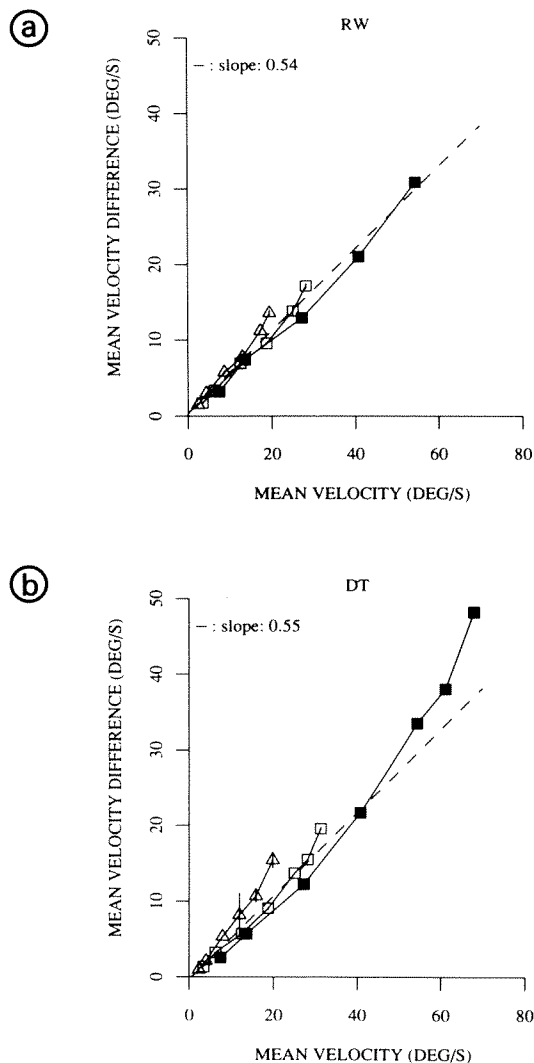 a
RW
50
– : slope: 0.54
40
30
20
10
0
MEAN VELOCITY DIFFERENCE (DEG/S)
0 20 40 60 80
MEAN VELOCITY (DEG/S)
b
DT
50
– : slope: 0.55
40
30
20
10
0
MEAN VELOCITY DIFFERENCE (DEG/S)
0 20 40 60 80
MEAN VELOCITY (DEG/S)